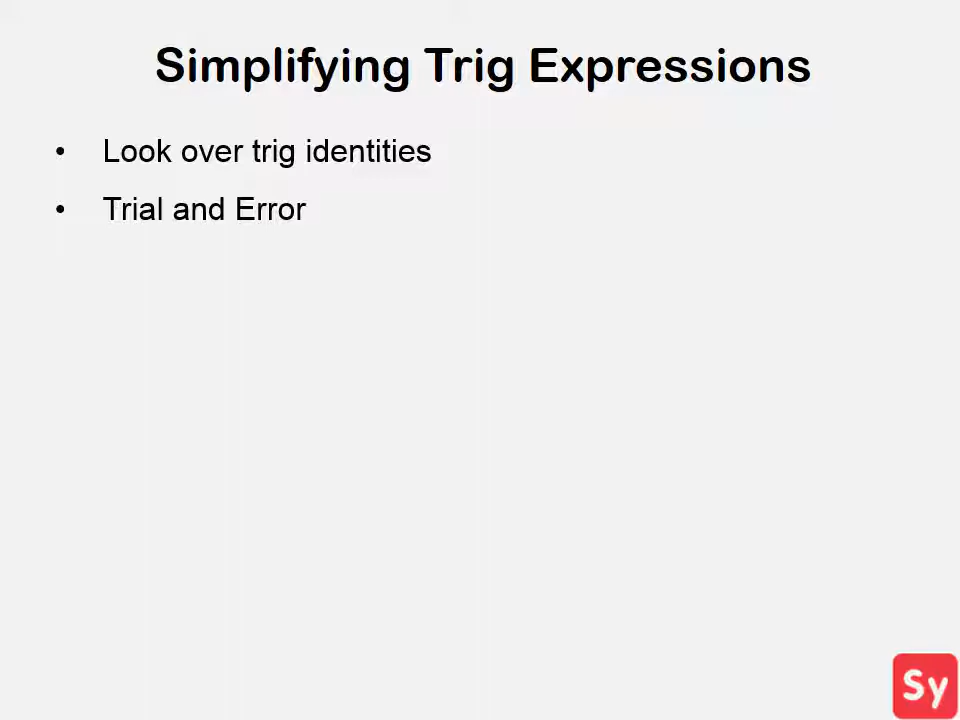 Simplifying Trig Expressions
• Look over trig identities
• Trial and Error
Sy